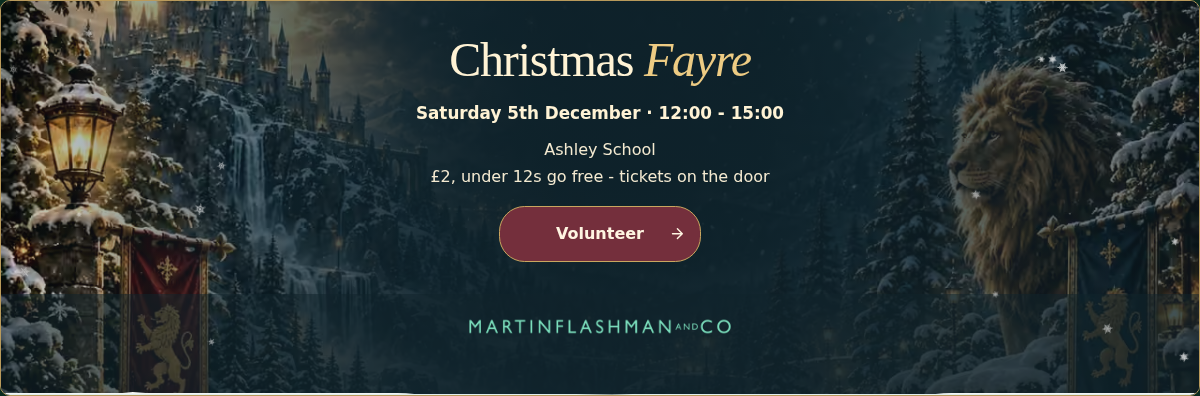 Christmas Fayre
Saturday 5th December · 12:00 - 15:00
Ashley School
£2, under 12s go free - tickets on the door
Volunteer →
MARTINFLASHMANANDCO